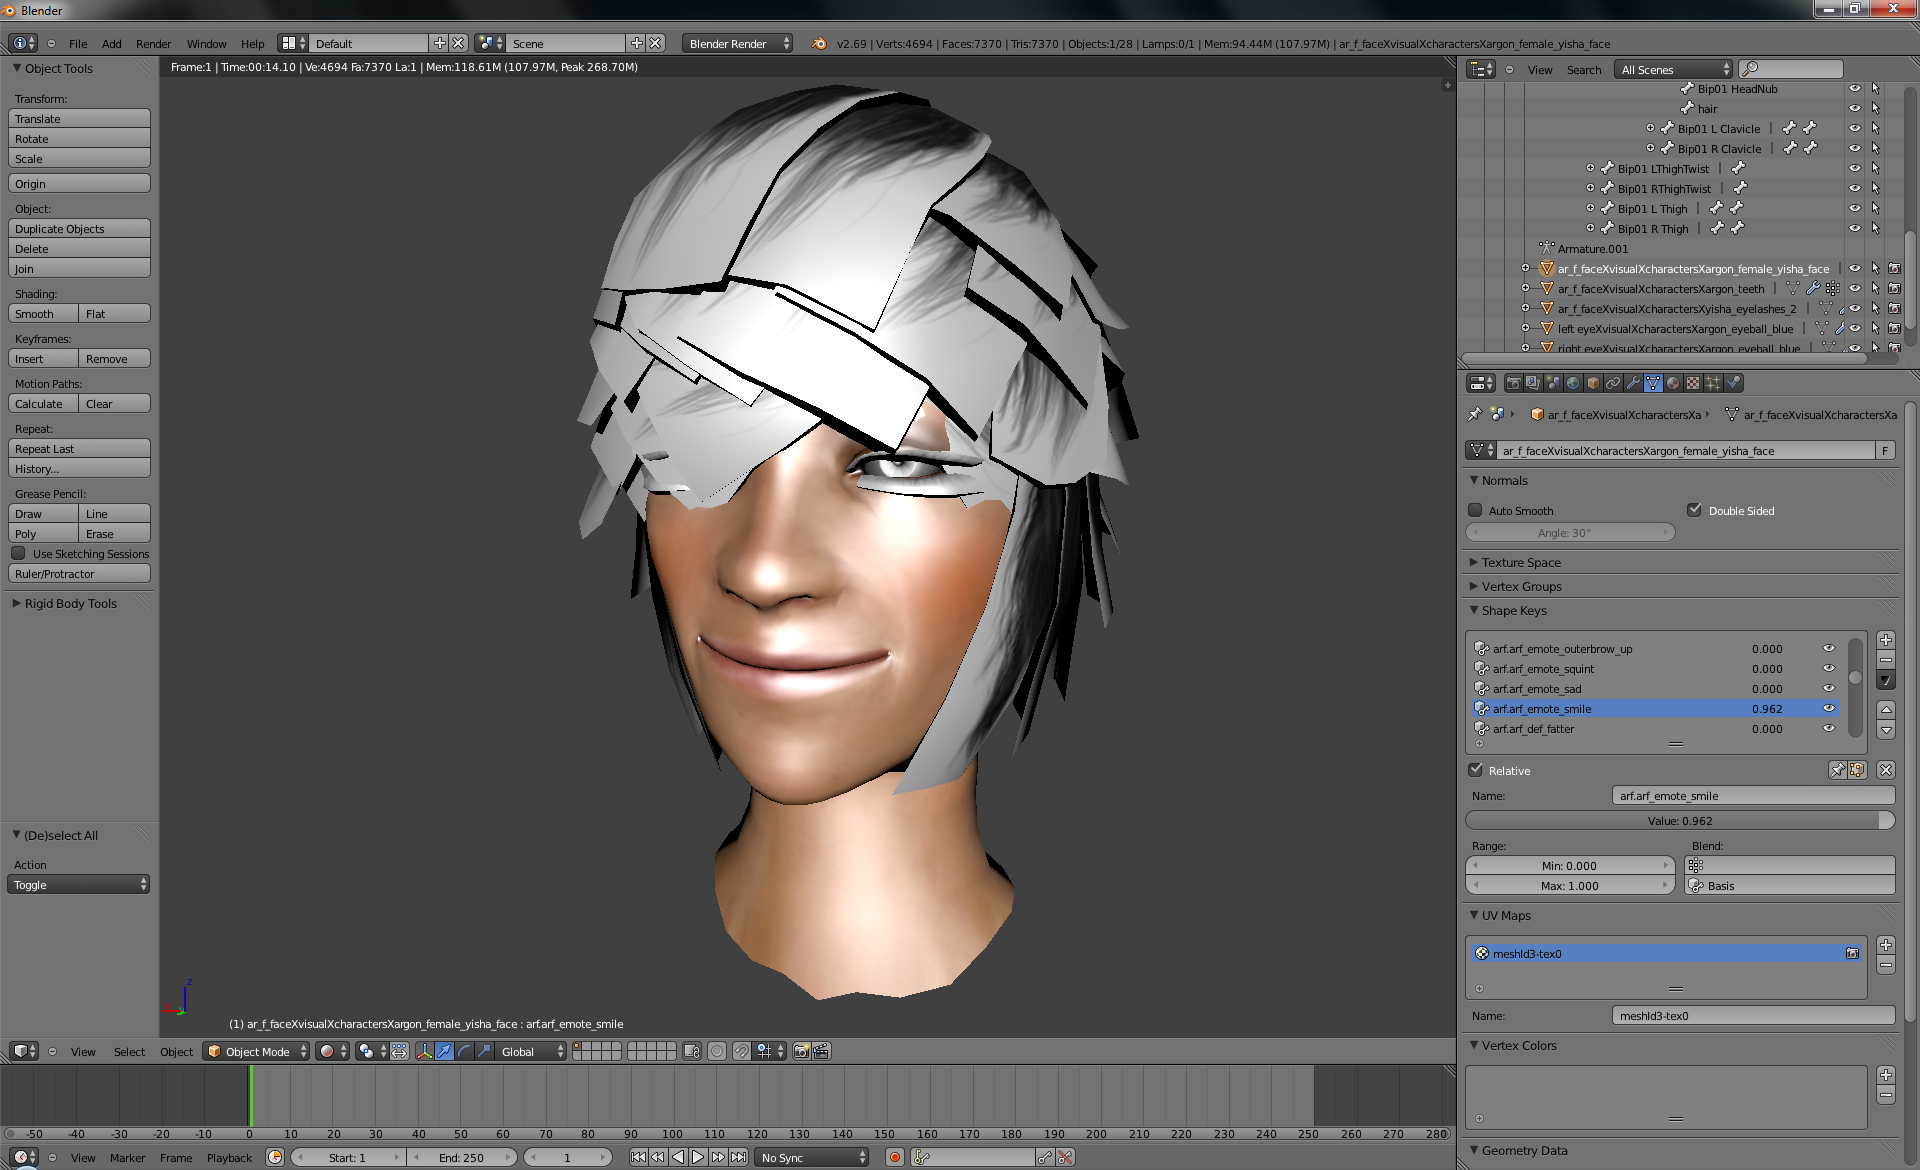 Blender
File Add Render Window Help Default Scene Blender Render v2.69 | Verts:4694 | Faces:7370 | Tris:7370 | Objects:1/28 | Lamps:0/1 | Mem:94.44M (107.97M) | ar_f_faceXvisualXcharactersXargon_female_yisha_face
Object Tools
Transform:
Translate
Rotate
Scale
Origin
Object:
Duplicate Objects
Delete
Join
Shading:
Smooth Flat
Keyframes:
Insert Remove
Motion Paths:
Calculate Clear
Repeat:
Repeat Last
History...
Grease Pencil:
Draw Line
Poly Erase
Use Sketching Sessions
Ruler/Protractor
Rigid Body Tools
(De)select All
Action
Toggle
Frame:1 | Time:00:14.10 | Ve:4694 Fa:7370 La:1 | Mem:118.61M (107.97M, Peak 268.70M)
z
(1) ar_f_faceXvisualXcharactersXargon_female_yisha_face : arf.arf_emote_smile
View Select Object Object Mode Global
-50 -40 -30 -20 -10 0 10 20 30 40 50 60 70 80 90 100 110 120 130 140 150 160 170 180 190 200 210 220 230 240 250 260 270 280
View Marker Frame Playback Start: 1 End: 250 1 No Sync
View Search All Scenes
Bip01 HeadNub
hair
Bip01 L Clavicle
Bip01 R Clavicle
Bip01 LThighTwist
Bip01 RThighTwist
Bip01 L Thigh
Bip01 R Thigh
Armature.001
ar_f_faceXvisualXcharactersXargon_female_yisha_face
ar_f_faceXvisualXcharactersXargon_teeth
ar_f_faceXvisualXcharactersXyisha_eyelashes_2
left eyeXvisualXcharactersXargon_eyeball_blue
right eyeXvisualXcharactersXargon_eyeball_blue
ar_f_faceXvisualXcharactersXa ar_f_faceXvisualXcharactersXa
ar_f_faceXvisualXcharactersXargon_female_yisha_face F
Normals
Auto Smooth Double Sided
Angle: 30°
Texture Space
Vertex Groups
Shape Keys
arf.arf_emote_outerbrow_up 0.000
arf.arf_emote_squint 0.000
arf.arf_emote_sad 0.000
arf.arf_emote_smile 0.962
arf.arf_def_fatter 0.000
Relative
Name: arf.arf_emote_smile
Value: 0.962
Range: Blend:
Min: 0.000
Max: 1.000 Basis
UV Maps
meshId3-tex0
Name: meshId3-tex0
Vertex Colors
Geometry Data